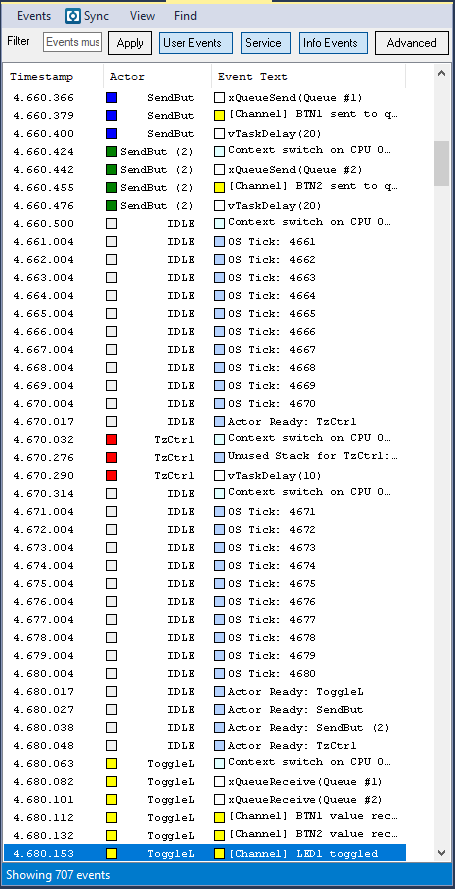 Events Sync View Find
Filter Events mus Apply User Events Service Info Events Advanced
Timestamp Actor Event Text
4.660.366 SendBut xQueueSend(Queue #1)
4.660.379 SendBut [Channel] BTN1 sent to q…
4.660.400 SendBut vTaskDelay(20)
4.660.424 SendBut (2) Context switch on CPU 0…
4.660.442 SendBut (2) xQueueSend(Queue #2)
4.660.455 SendBut (2) [Channel] BTN2 sent to q…
4.660.476 SendBut (2) vTaskDelay(20)
4.660.500 IDLE Context switch on CPU 0…
4.661.004 IDLE OS Tick: 4661
4.662.004 IDLE OS Tick: 4662
4.663.004 IDLE OS Tick: 4663
4.664.004 IDLE OS Tick: 4664
4.665.004 IDLE OS Tick: 4665
4.666.004 IDLE OS Tick: 4666
4.667.004 IDLE OS Tick: 4667
4.668.004 IDLE OS Tick: 4668
4.669.004 IDLE OS Tick: 4669
4.670.004 IDLE OS Tick: 4670
4.670.017 IDLE Actor Ready: TzCtrl
4.670.032 TzCtrl Context switch on CPU 0…
4.670.276 TzCtrl Unused Stack for TzCtrl:…
4.670.290 TzCtrl vTaskDelay(10)
4.670.314 IDLE Context switch on CPU 0…
4.671.004 IDLE OS Tick: 4671
4.672.004 IDLE OS Tick: 4672
4.673.004 IDLE OS Tick: 4673
4.674.004 IDLE OS Tick: 4674
4.675.004 IDLE OS Tick: 4675
4.676.004 IDLE OS Tick: 4676
4.677.004 IDLE OS Tick: 4677
4.678.004 IDLE OS Tick: 4678
4.679.004 IDLE OS Tick: 4679
4.680.004 IDLE OS Tick: 4680
4.680.017 IDLE Actor Ready: ToggleL
4.680.027 IDLE Actor Ready: SendBut
4.680.038 IDLE Actor Ready: SendBut (2)
4.680.048 IDLE Actor Ready: TzCtrl
4.680.063 ToggleL Context switch on CPU 0…
4.680.082 ToggleL xQueueReceive(Queue #1)
4.680.101 ToggleL xQueueReceive(Queue #2)
4.680.112 ToggleL [Channel] BTN1 value rec…
4.680.132 ToggleL [Channel] BTN2 value rec…
4.680.153 ToggleL [Channel] LED1 toggled
Showing 707 events